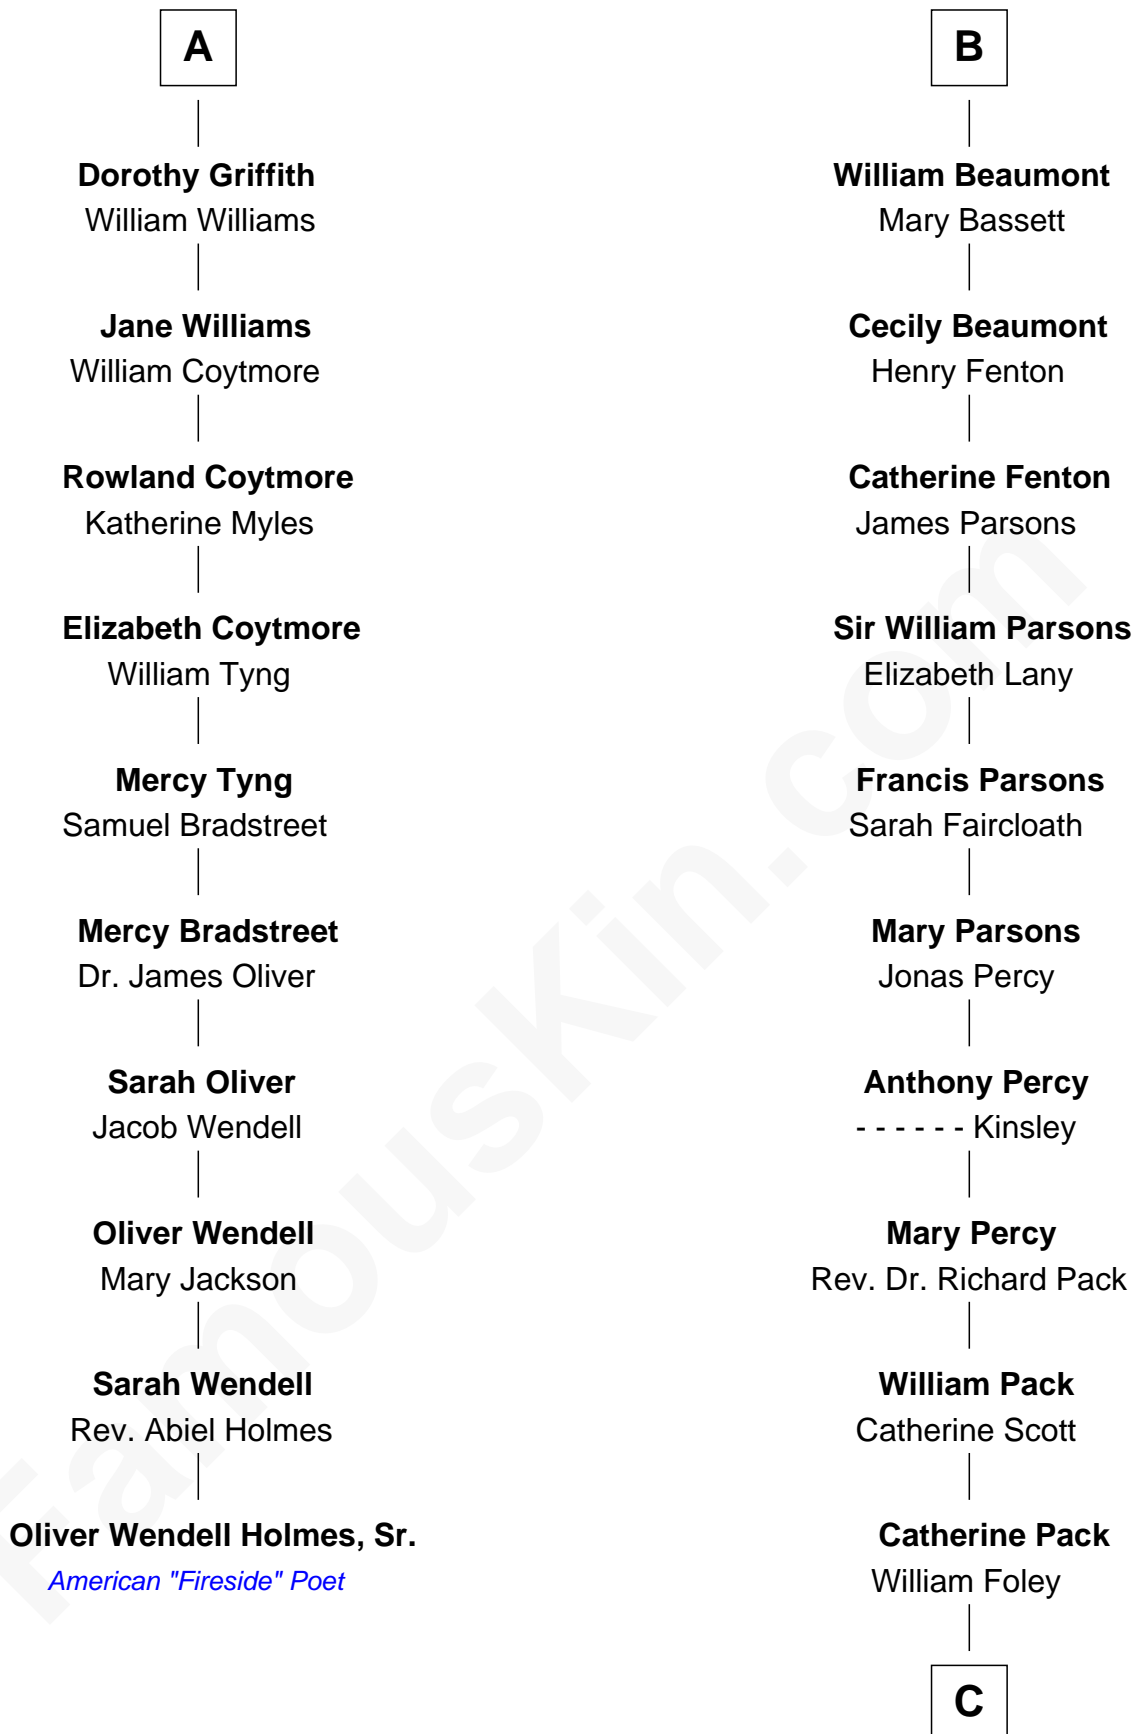 A
Dorothy Griffith
William Williams
Jane Williams
William Coytmore
Rowland Coytmore
Katherine Myles
Elizabeth Coytmore
William Tyng
Mercy Tyng
Samuel Bradstreet
Mercy Bradstreet
Dr. James Oliver
Sarah Oliver
Jacob Wendell
Oliver Wendell
Mary Jackson
Sarah Wendell
Rev. Abiel Holmes
Oliver Wendell Holmes, Sr.
American "Fireside" Poet
B
William Beaumont
Mary Bassett
Cecily Beaumont
Henry Fenton
Catherine Fenton
James Parsons
Sir William Parsons
Elizabeth Lany
Francis Parsons
Sarah Faircloath
Mary Parsons
Jonas Percy
Anthony Percy
- - - - - - Kinsley
Mary Percy
Rev. Dr. Richard Pack
William Pack
Catherine Scott
Catherine Pack
William Foley
C
FamousKin.com